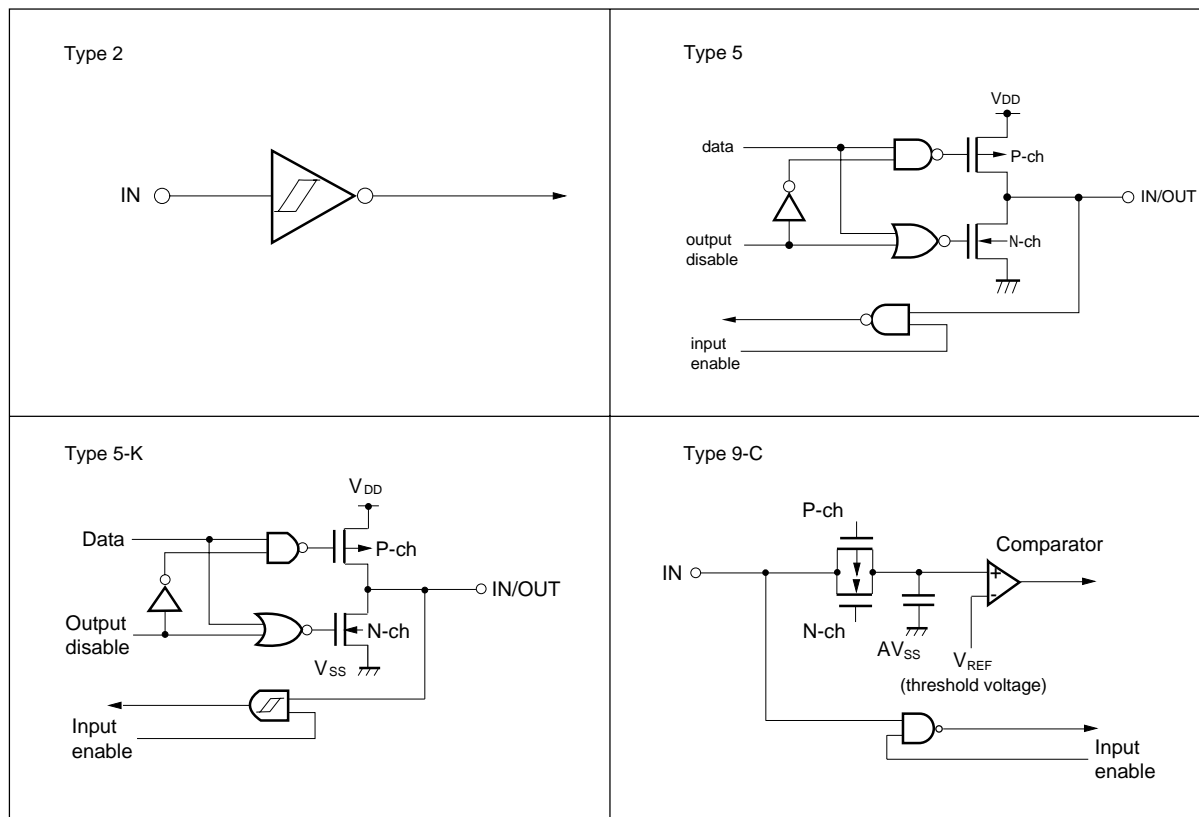 Type 2
IN
Type 5
VDD
data
P-ch
IN/OUT
output
disable
N-ch
input
enable
Type 5-K
VDD
Data
P-ch
IN/OUT
Output
disable
N-ch
VSS
Input
enable
Type 9-C
P-ch
Comparator
IN
+
-
N-ch
AVSS
VREF
(threshold voltage)
Input
enable